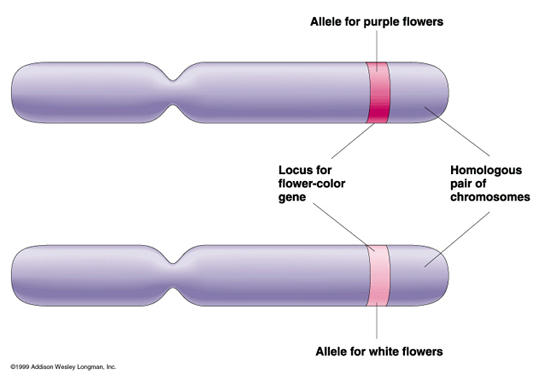 Allele for purple flowers
Locus for
flower-color
gene
Homologous
pair of
chromosomes
Allele for white flowers
©1999 Addison Wesley Longman, Inc.